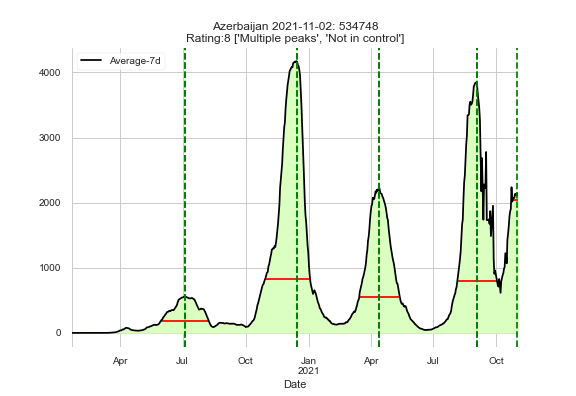 Azerbaijan 2021-11-02: 534748
Rating:8 ['Multiple peaks', 'Not in control']
Average-7d
4000
3000
2000
1000
0
Apr
Jul
Oct
Jan
2021
Apr
Jul
Oct
Date